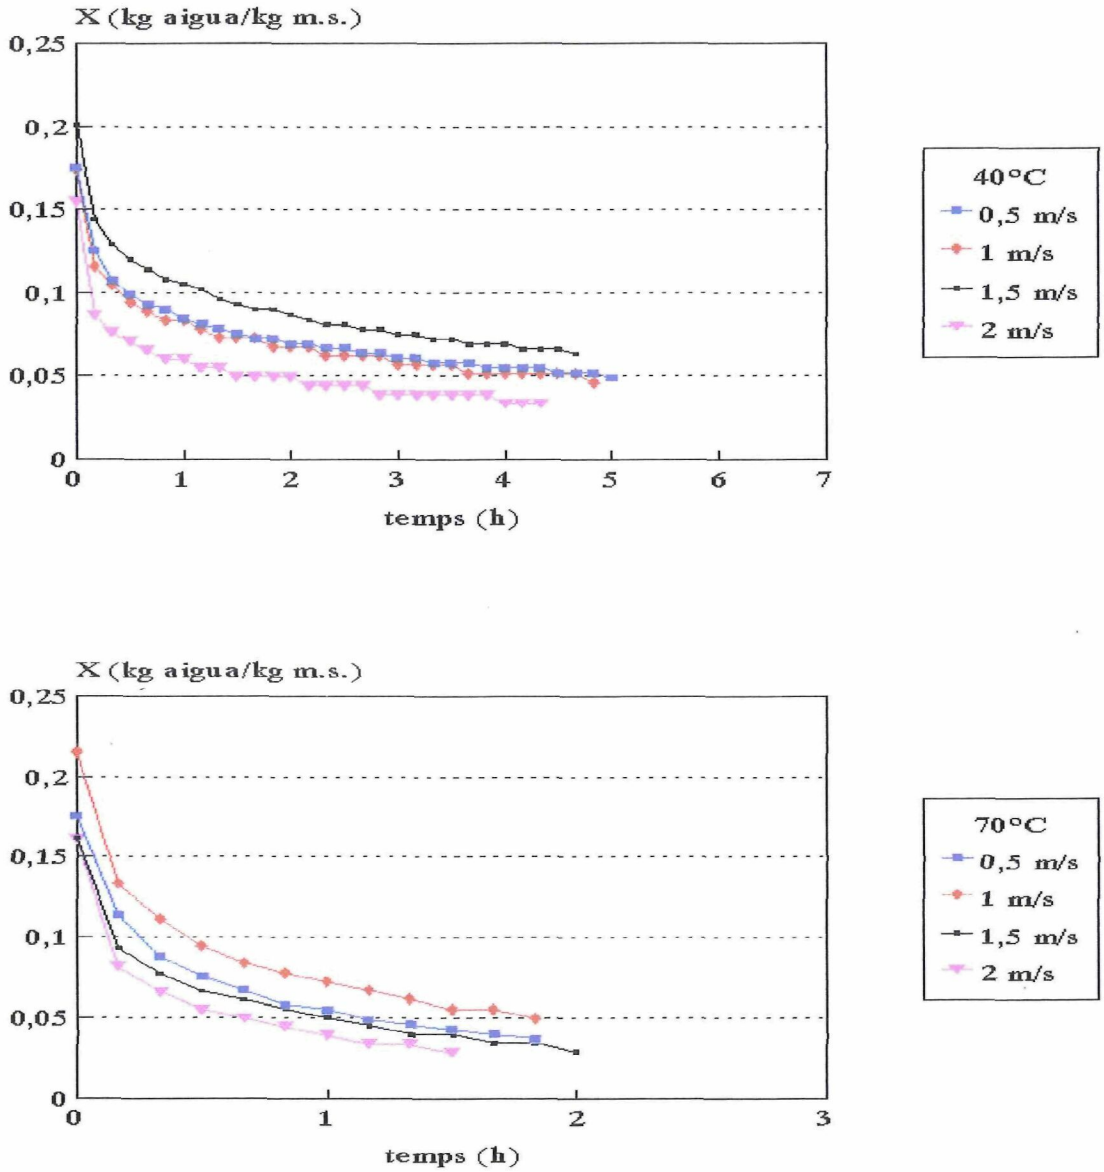 X (kg aigua/kg m.s.)
0,25
0,2
0,15
0,1
0,05
0
0 1 2 3 4 5 6 7
temps (h)
40°C
0,5 m/s
1 m/s
1,5 m/s
2 m/s
X (kg aigua/kg m.s.)
0,25
0,2
0,15
0,1
0,05
0
0 1 2 3
temps (h)
70°C
0,5 m/s
1 m/s
1,5 m/s
2 m/s